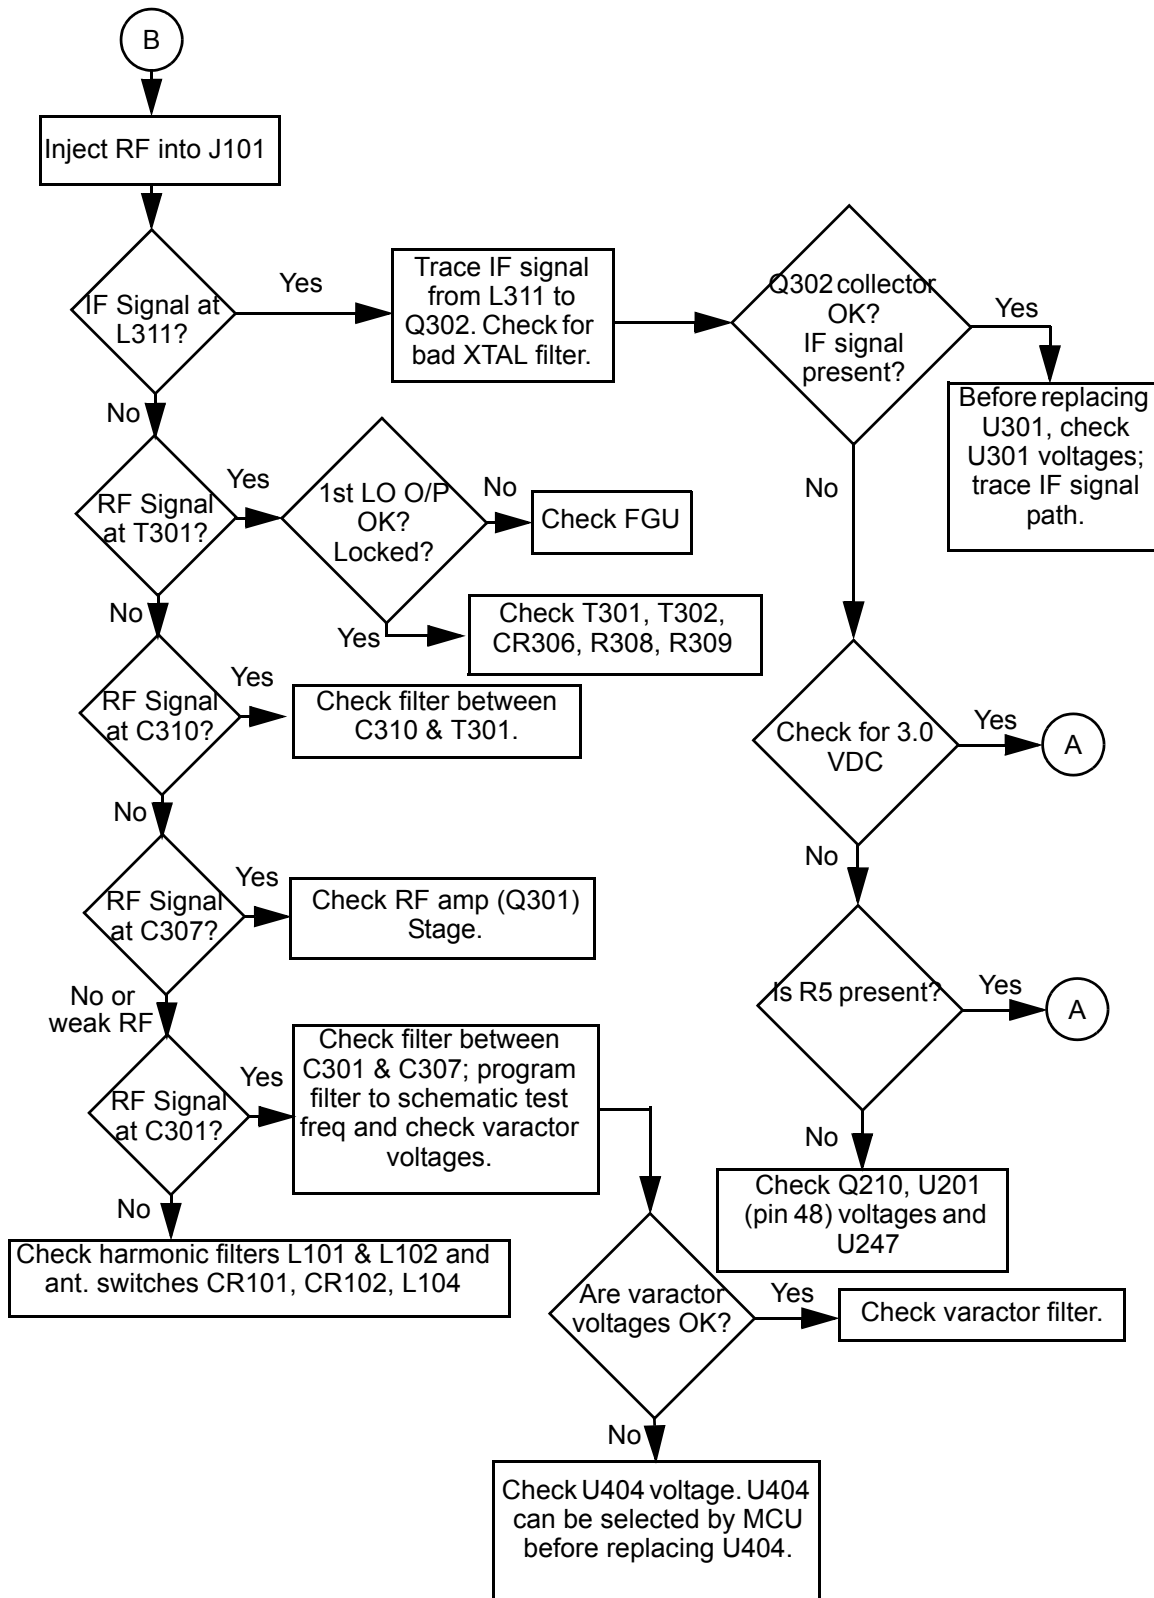 B
Inject RF into J101
IF Signal at
L311?
Yes
Trace IF signal
from L311 to
Q302. Check for
bad XTAL filter.
Q302 collector
OK?
IF signal
present?
Yes
Before replacing
U301, check
U301 voltages;
trace IF signal
path.
No
No
RF Signal
at T301?
Yes
1st LO O/P
OK?
Locked?
No
Check FGU
Yes
Check T301, T302,
CR306, R308, R309
No
RF Signal
at C310?
Yes
Check filter between
C310 & T301.
Check for 3.0
VDC
Yes
A
No
No
RF Signal
at C307?
Yes
Check RF amp (Q301)
Stage.
Is R5 present?
Yes
A
No or
weak RF
RF Signal
at C301?
Yes
Check filter between
C301 & C307; program
filter to schematic test
freq and check varactor
voltages.
No
Check Q210, U201
(pin 48) voltages and
U247
No
Check harmonic filters L101 & L102 and
ant. switches CR101, CR102, L104
Are varactor
voltages OK?
Yes
Check varactor filter.
No
Check U404 voltage. U404
can be selected by MCU
before replacing U404.